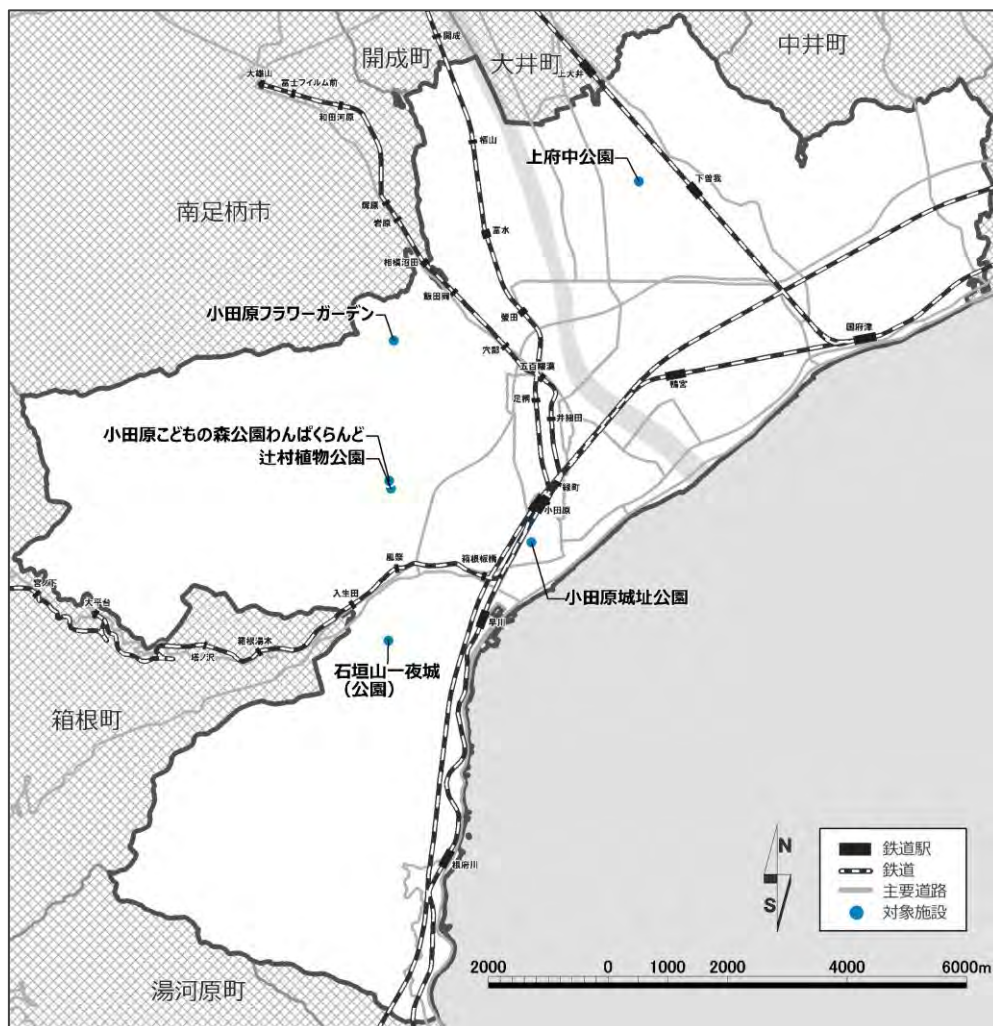 開成町
大井町
中井町
開成
上大井
大雄山
富士フイルム前
和田河原
栢山
上府中公園
下曽我
南足柄市
塚原
岩原
富水
相模沼田
飯田岡
小田原フラワーガーデン
螢田
穴部
国府津
五百羅漢
鴨宮
足柄
井細田
小田原こどもの森公園わんぱくらんど
辻村植物公園
緑町
小田原
風祭
箱根板橋
小田原城址公園
入生田
宮ノ下
大平台
早川
箱根湯本
塔ノ沢
石垣山一夜城
（公園）
箱根町
根府川
湯河原町
N
S
鉄道駅
鉄道
主要道路
対象施設
2000 0 1000 2000 4000 6000m